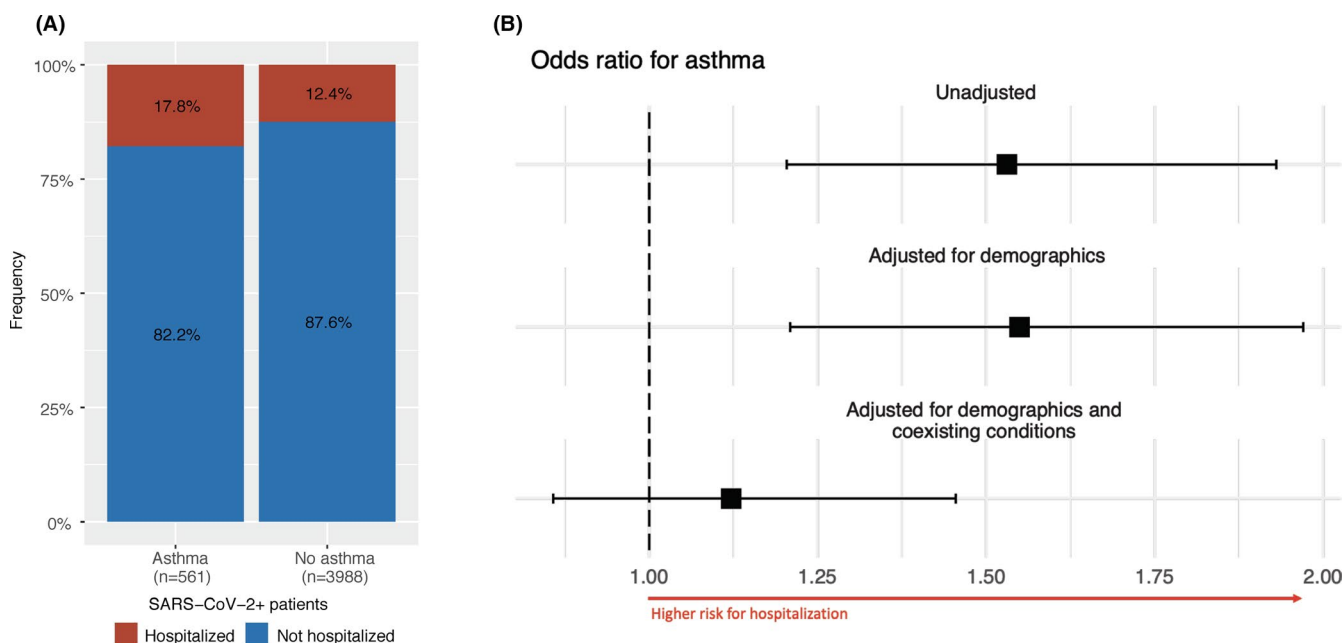 (A)
100%
75%
50%
25%
0%
Frequency
17.8%
12.4%
82.2%
87.6%
Asthma
(n=561)
No asthma
(n=3988)
SARS−CoV−2+ patients
Hospitalized
Not hospitalized
(B)
Odds ratio for asthma
Unadjusted
Adjusted for demographics
Adjusted for demographics and
coexisting conditions
1.00
1.25
1.50
1.75
2.00
Higher risk for hospitalization